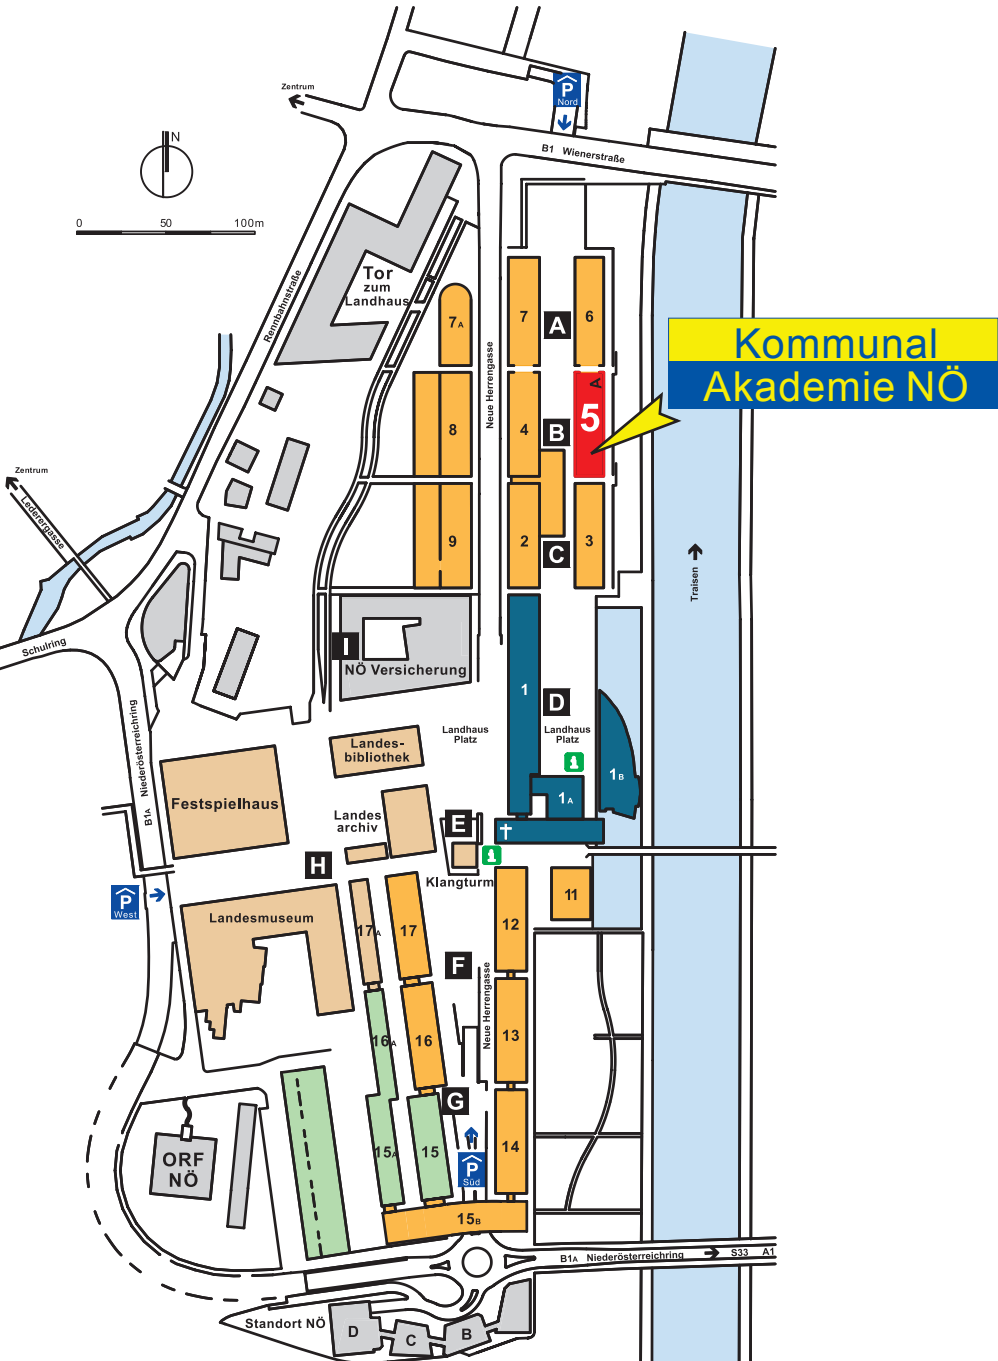 Zentrum
P
Nord
N
B1 Wienerstraße
0 50 100m
Tor
zum
Landhaus
Rennbahnstraße
7A
7
A
6
Kommunal
Akademie NÖ
Neue Herrengasse
A
5
8
4
B
Zentrum
Lederergasse
9
2
C
3
Traisen
Schulring
I
NÖ Versicherung
1
D
Landhaus
Platz
Landhaus
Platz
i
1B
1A
B1A Niederösterreichring
Landes-
bibliothek
Festspielhaus
Landes
archiv
E
i
Klangturm
H
P
West
Landesmuseum
17A
17
12
11
F
Neue Herrengasse
16A
16
13
G
ORF
NÖ
15A
15
P
Süd
14
15B
B1A Niederösterreichring
S33 A1
Standort NÖ
D
C
B